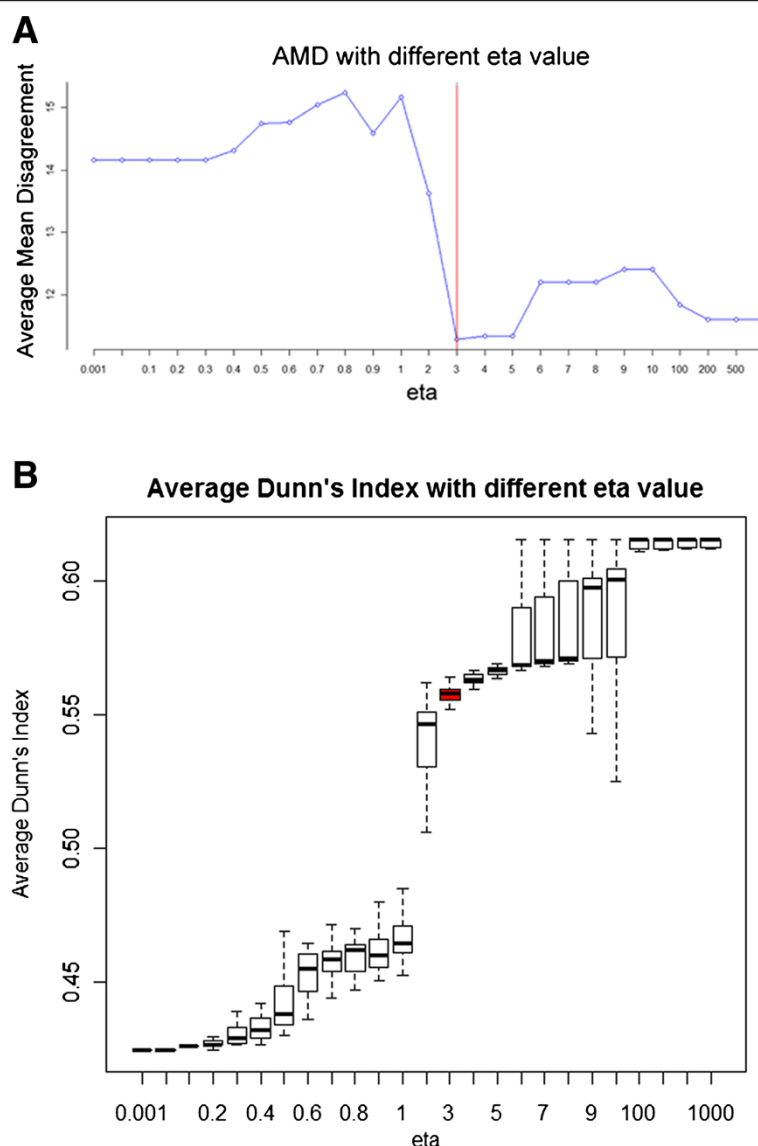 A
AMD with different eta value
Average Mean Disagreement
15
14
13
12
0.001 0.1 0.2 0.3 0.4 0.5 0.6 0.7 0.8 0.9 1 2 3 4 5 6 7 8 9 10 100 200 500
eta
B
Average Dunn's Index with different eta value
Average Dunn's Index
0.60
0.55
0.50
0.45
0.001 0.2 0.4 0.6 0.8 1 3 5 7 9 100 1000
eta